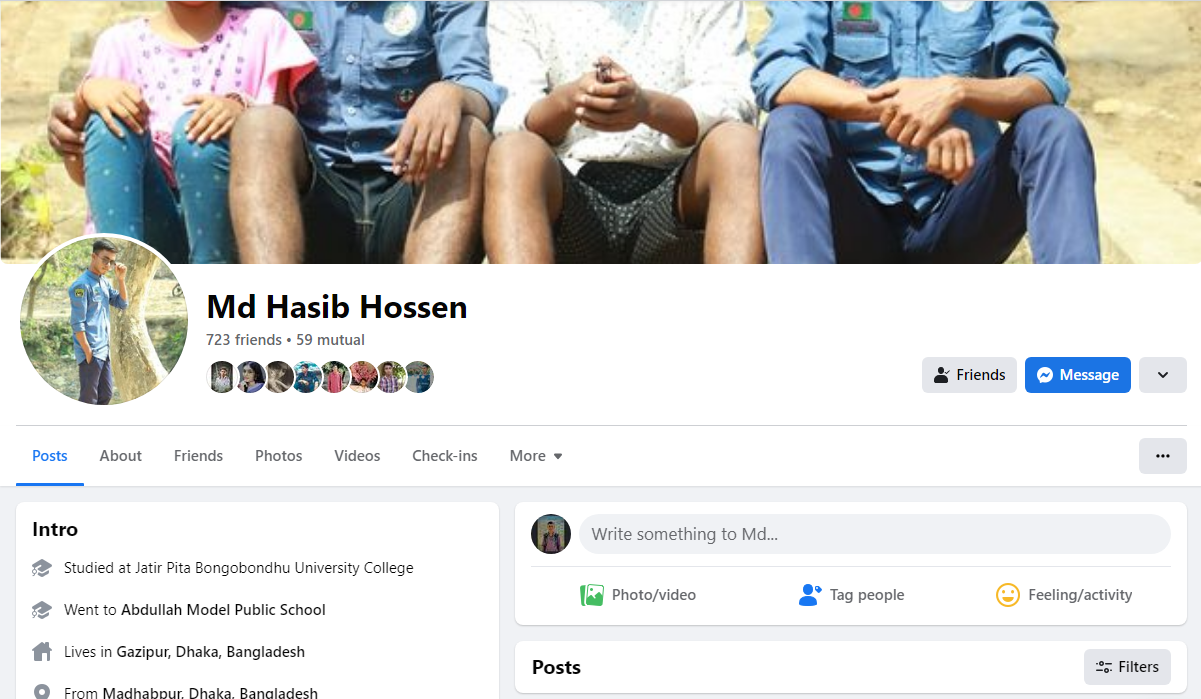 Md Hasib Hossen
723 friends • 59 mutual
Friends
Message
Posts
About
Friends
Photos
Videos
Check-ins
More
Intro
Studied at Jatir Pita Bongobondhu University College
Went to Abdullah Model Public School
Lives in Gazipur, Dhaka, Bangladesh
From Madhabpur, Dhaka, Bangladesh
Write something to Md...
Photo/video
Tag people
Feeling/activity
Posts
Filters